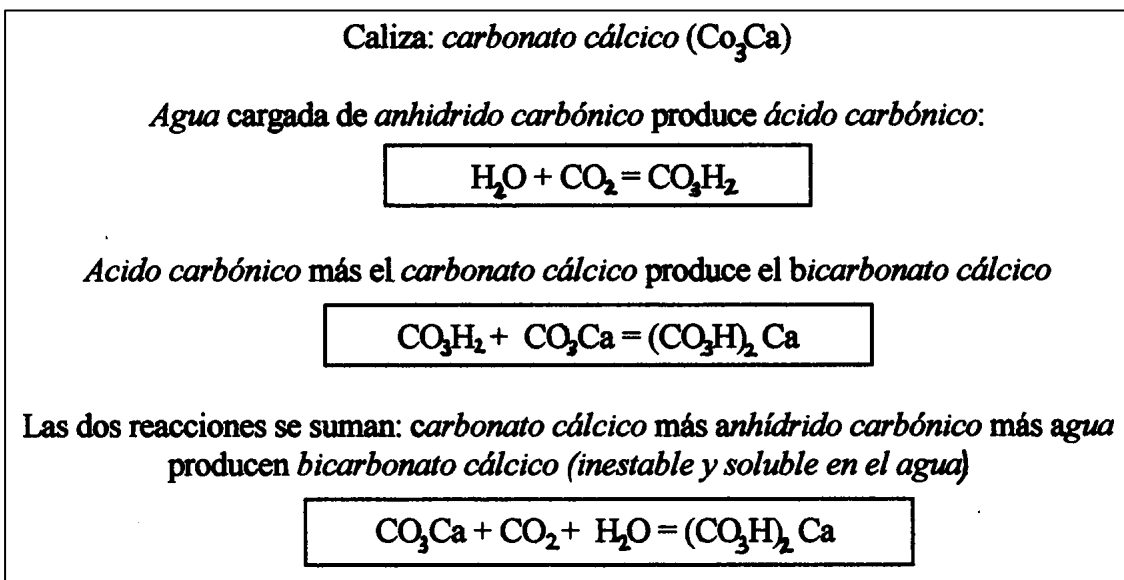 Caliza: carbonato cálcico (Co₃Ca)
Agua cargada de anhidrido carbónico produce ácido carbónico:
H₂O + CO₂ = CO₃H₂
Acido carbónico más el carbonato cálcico produce el bicarbonato cálcico
CO₃H₂ + CO₃Ca = (CO₃H)₂ Ca
Las dos reacciones se suman: carbonato cálcico más anhídrido carbónico más agua
producen bicarbonato cálcico (inestable y soluble en el agua)
CO₃Ca + CO₂ + H₂O = (CO₃H)₂ Ca